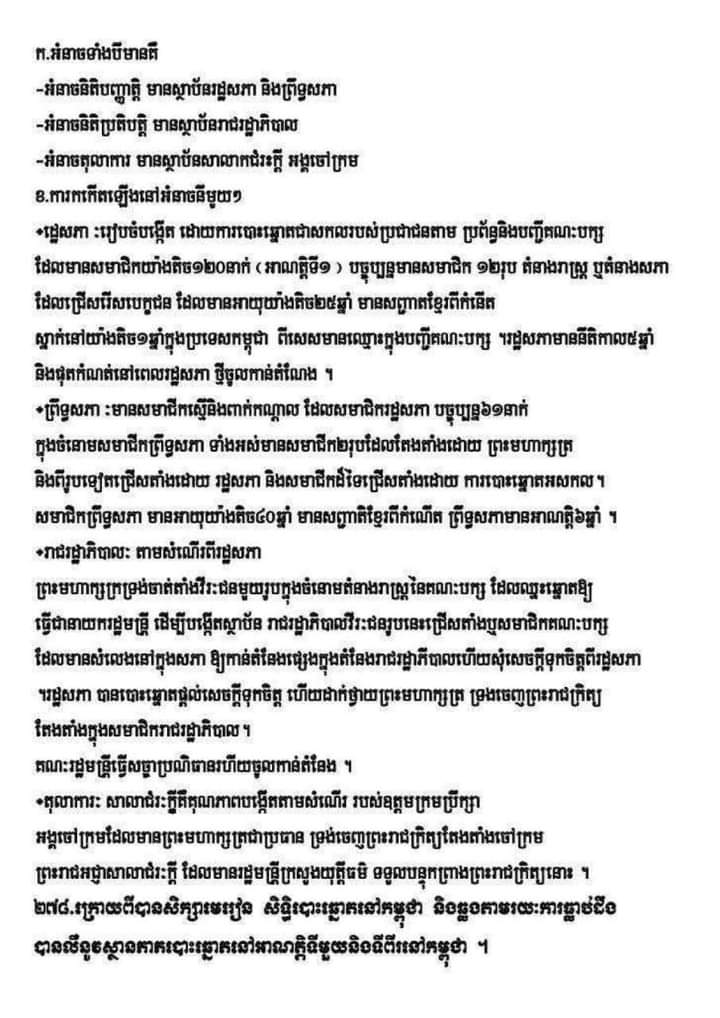 ក.អំនាចទាំងបីមានគឺ
-អំនាចនិតិបញ្ញាត្តិ មានស្ថាប័នរដ្ឋសភា និងព្រឹទ្ធសភា
-អំនាចនិតិប្រតិបត្តិ មានស្ថាប័នរាជរដ្ឋាភិបាល
-អំនាចតុលាការ មានស្ថាប័នសាលាកជំរះក្តី អង្គចៅក្រម
ខ.ការកកើតឡើងនៅអំនាចនីមួយៗ
•ដ្ឋេសភា ៈរៀបចំបង្កើត ដោយការបោះឆ្នោតជាសកលរបស់ប្រជាជនតាម ប្រព័ន្ធនិងបញ្ជីគណៈបក្ស
ដែលមានសមាជិកយ៉ាងតិច១២០នាក់ (អាណត្តិទី១) បច្ចុប្បន្នមានសមាជិក ១២រុប តំនាងរាស្ត្រ ឬតំនាងសភា
ដែលជ្រើសរើសបេក្ខជន ដែលមានអាយុយ៉ាងតិច២៥ឆ្នាំ មានសព្ជាតខ្មែរពីកំនើត
ស្នាក់នៅយ៉ាងតិច១ឆ្នាំក្នុងប្រទេសកម្ពុជា ពីសេសមានឈ្មោះក្នុងបញ្ជីគណៈបក្ស ។រដ្ឋសភាមាននីតិកាល៥ឆ្នាំ
និងផុតកំណត់នៅពេលរដ្ឋសភា ថ្មីចូលកាន់តំណែង ។
•ព្រឹទ្ធសភា ៈមានសមាជីកស្មើនិងពាក់កណ្តាល ដែលសមាជិករដ្ឋសភា បច្ចុប្បន្ន៦១នាក់
ក្នុងចំនោមសមាជីកព្រឹទ្ធសភា ទាំងអស់មានសមាជីក២រុបដែលតែងតាំងដោយ ព្រះមហាក្សត្រ
និងពីរូបទៀតជ្រើសតាំងដោយ រដ្ឋសភា និងសមាជីកដ៏ទៃជ្រើសតាំងដោយ ការបោះឆ្នោតអសកល។
សមាជិកព្រឹទ្ធសភា មានអាយុយ៉ាងតិច៤០ឆ្នាំ មានសព្ជាតិខ្មែរពីកំណើត ព្រឹទ្ធសភាមានអាណត្តិ៦ឆ្នាំ ។
•រាជរដ្ឋាភិបាលៈ តាមសំណើរពីរដ្ឋសភា
ព្រះមហាក្សក្រទ្រង់ចាត់តាំងវីរៈជនមួយរូបក្នុងចំនោមតំនាងរាស្ត្រនៃគណៈបក្ស ដែលឈ្នះឆ្នោតឱ្យ
ធ្វើជានាយករដ្ឋមន្ត្រី ដើម្បីបង្កើតស្ថាប័ន រាជរដ្ឋាភិបាលវីរៈជនរូបនេះជ្រើសតាំងឬសមាជិកគណៈបក្ស
ដែលមានសំលេងនៅក្នុងសភា ឱ្យកាន់តំនែងផ្សេងក្នុងតំនែងរាជរដ្ឋាភីបាលហើយសុំសេចក្តីទុកចិត្តពីរដ្ឋសភា
។រដ្ឋសភា បានបោះឆ្នោតផ្តល់សេចក្តីទុកចិត្ត ហើយដាក់ថ្វាយព្រះមហាក្សត្រ ទ្រងចេញព្រះរាជក្រិត្យ
តែងតាំងក្នុងសមាជិករាជរដ្ឋាភិបាល។
គណៈរដ្ឋមន្ត្រីធ្វើសច្ចាប្រណិធានរហើយចូលកាន់តំនែង ។
•តុលាការៈ សាលាជំរះក្តីគឺគុណភាពបង្កើតតាមសំណើរ របស់ឧត្តមក្រមប្រឹក្សា
អង្គចៅក្រមដែលមានព្រះមហាក្សត្រជាប្រធាន ទ្រង់ចេញព្រះរាជក្រិត្យតែងតាំងចៅក្រម
ព្រះរាជអជ្ញាសាលាជំរះក្តី ដែលមានរដ្ឋមន្ត្រីក្រសួងយុត្តីធម៌ ទទួលបន្ទុកព្រាងព្រះរាជក្រិត្យនោះ ។
២៧៨.ក្រោយពីបានសិក្សាមេរៀន សិទ្ធិបោះឆ្នោតនៅកម្ពុជា និងឆ្លងតាមរយៈការធ្លាប់ដឹង
បានលឺនូវស្ថានភាពបោះឆ្នោតនៅអាណត្តិទីមួយនិងទីពីរនៅកម្ពុជា ។